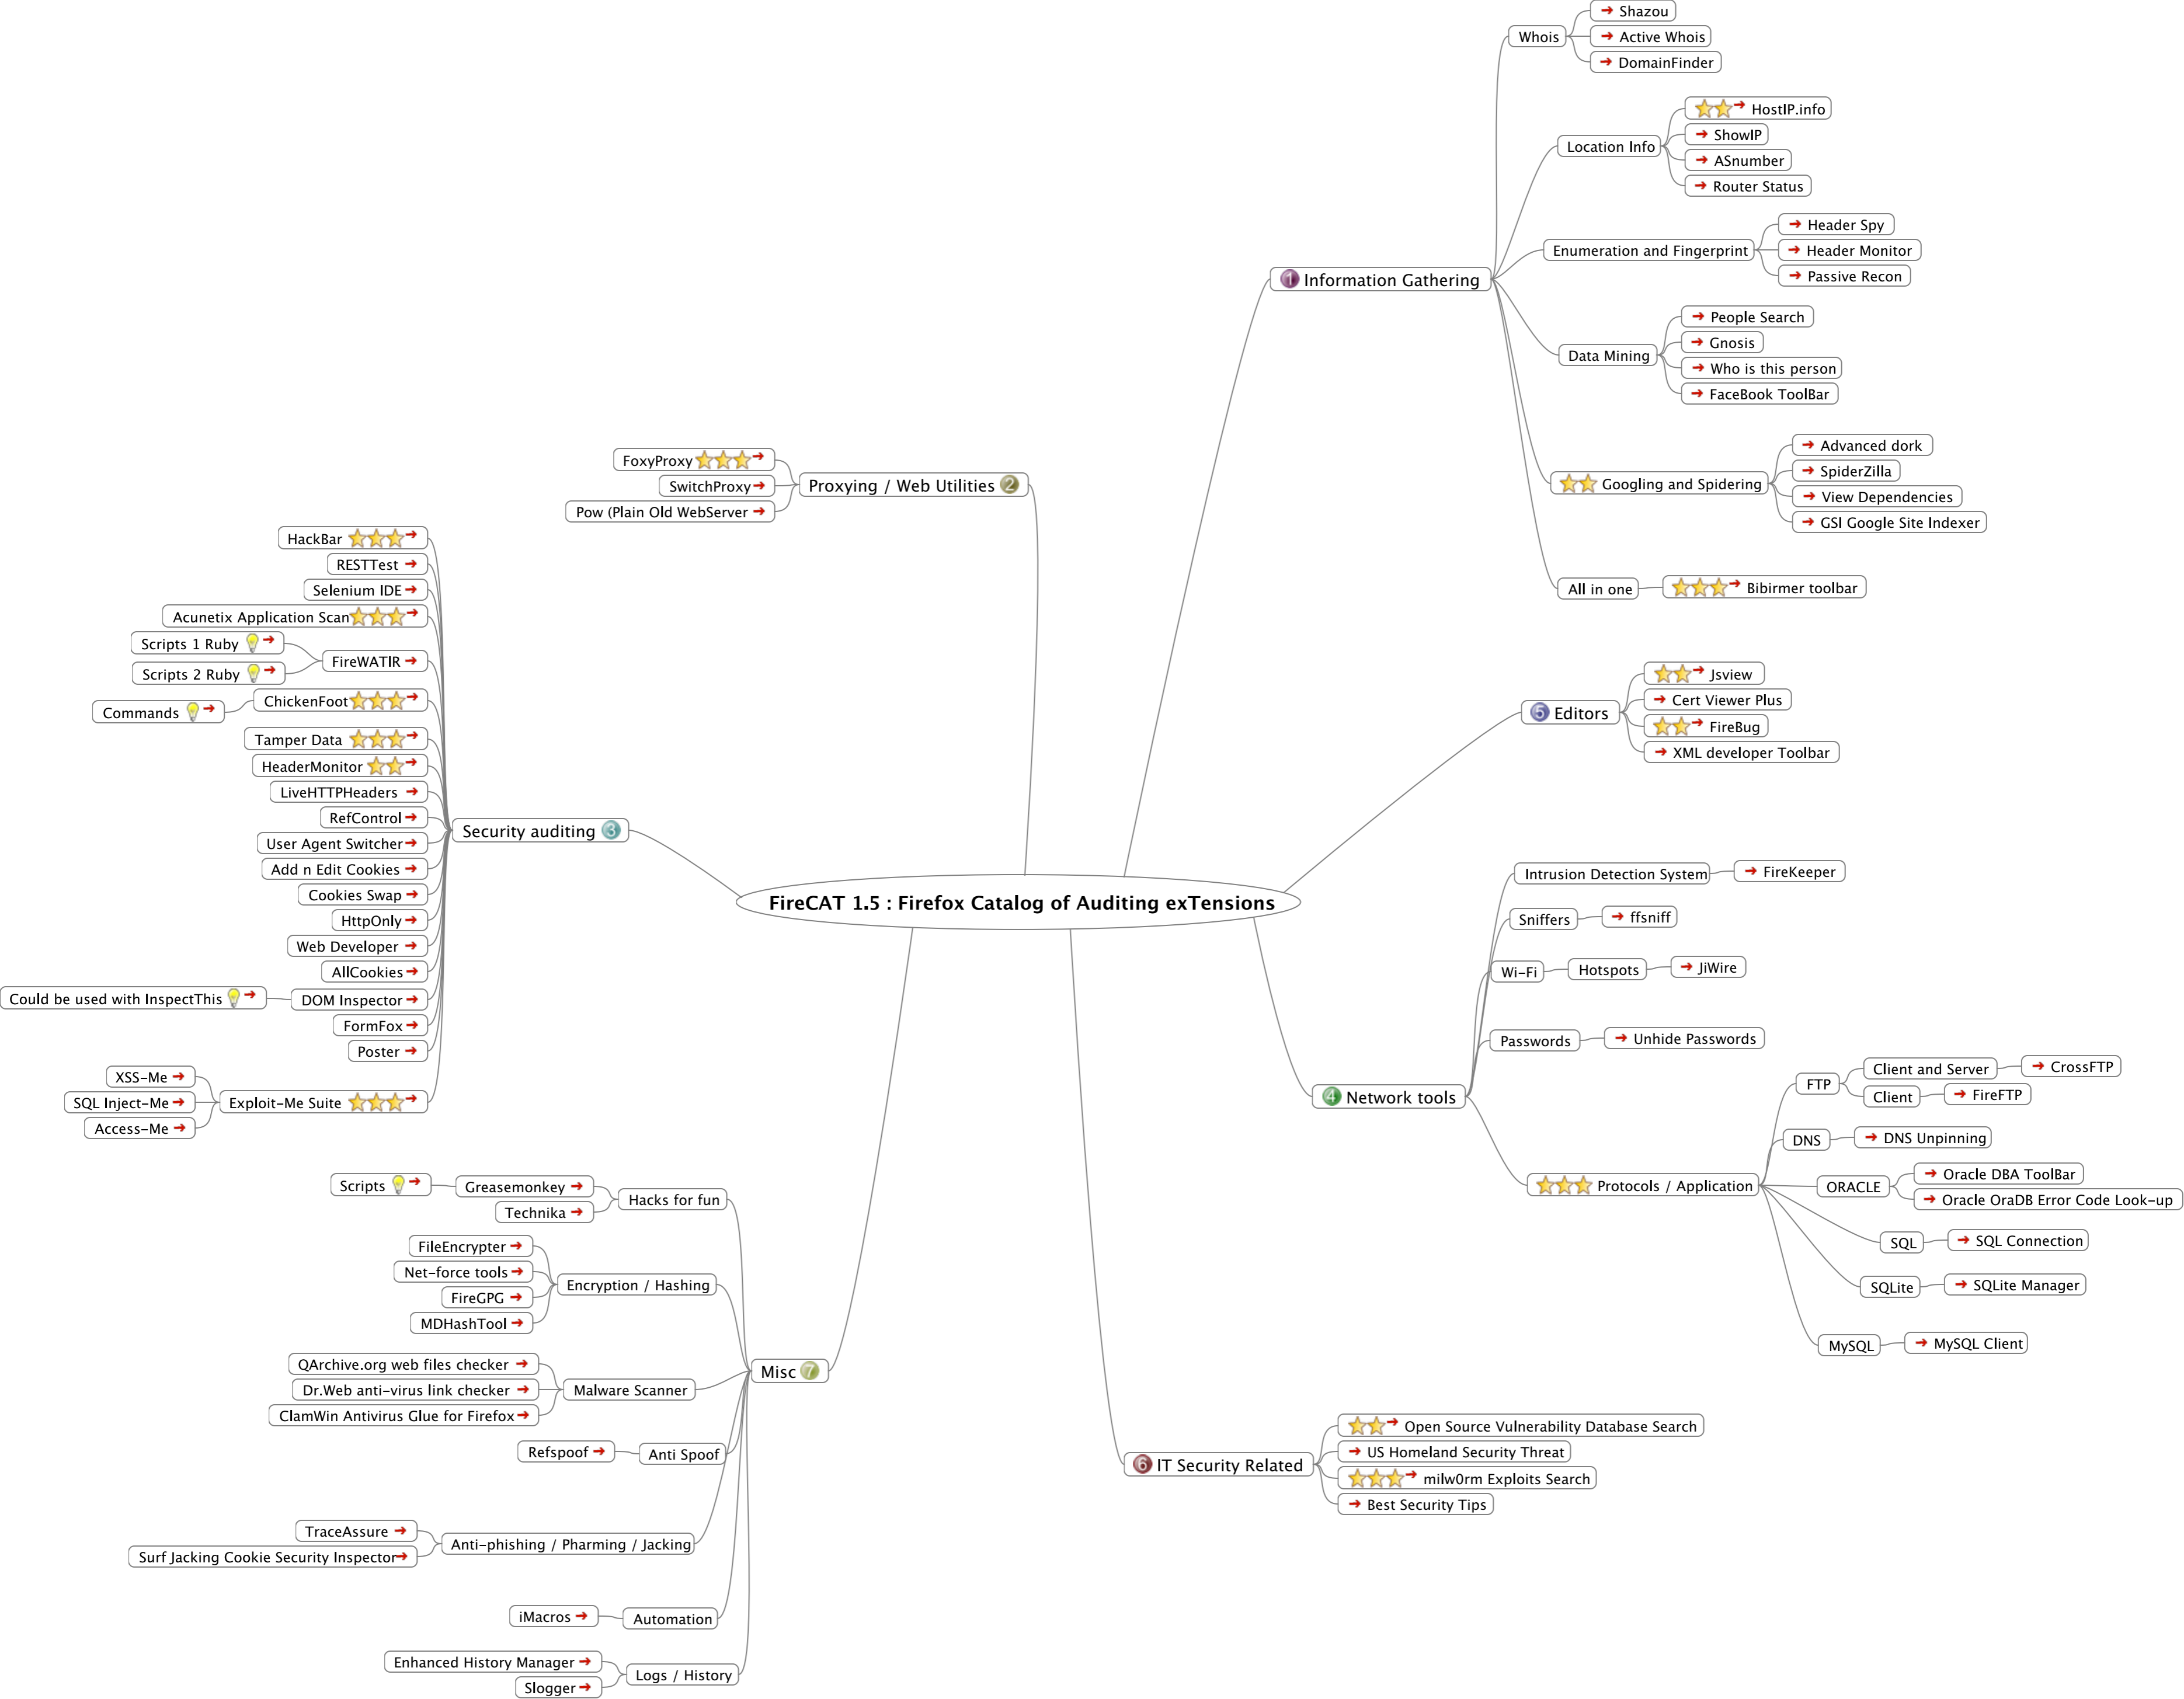 FireCAT 1.5 : Firefox Catalog of Auditing exTensions
1 Information Gathering
Whois
Shazou
Active Whois
DomainFinder
Location Info
HostIP.info
ShowIP
ASnumber
Router Status
Enumeration and Fingerprint
Header Spy
Header Monitor
Passive Recon
Data Mining
People Search
Gnosis
Who is this person
FaceBook ToolBar
Googling and Spidering
Advanced dork
SpiderZilla
View Dependencies
GSI Google Site Indexer
All in one
Bibirmer toolbar
Proxying / Web Utilities 2
FoxyProxy
SwitchProxy
Pow (Plain Old WebServer
Security auditing 3
HackBar
RESTTest
Selenium IDE
Acunetix Application Scan
FireWATIR
Scripts 1 Ruby
Scripts 2 Ruby
ChickenFoot
Commands
Tamper Data
HeaderMonitor
LiveHTTPHeaders
RefControl
User Agent Switcher
Add n Edit Cookies
Cookies Swap
HttpOnly
Web Developer
AllCookies
DOM Inspector
Could be used with InspectThis
FormFox
Poster
Exploit-Me Suite
XSS-Me
SQL Inject-Me
Access-Me
4 Network tools
Intrusion Detection System
FireKeeper
Sniffers
ffsniff
Wi-Fi
Hotspots
JiWire
Passwords
Unhide Passwords
Protocols / Application
FTP
Client and Server
CrossFTP
Client
FireFTP
DNS
DNS Unpinning
ORACLE
Oracle DBA ToolBar
Oracle OraDB Error Code Look-up
SQL
SQL Connection
SQLite
SQLite Manager
MySQL
MySQL Client
5 Editors
Jsview
Cert Viewer Plus
FireBug
XML developer Toolbar
6 IT Security Related
Open Source Vulnerability Database Search
US Homeland Security Threat
milw0rm Exploits Search
Best Security Tips
Misc 7
Hacks for fun
Greasemonkey
Scripts
Technika
Encryption / Hashing
FileEncrypter
Net-force tools
FireGPG
MDHashTool
Malware Scanner
QArchive.org web files checker
Dr.Web anti-virus link checker
ClamWin Antivirus Glue for Firefox
Anti Spoof
Refspoof
Anti-phishing / Pharming / Jacking
TraceAssure
Surf Jacking Cookie Security Inspector
Automation
iMacros
Logs / History
Enhanced History Manager
Slogger